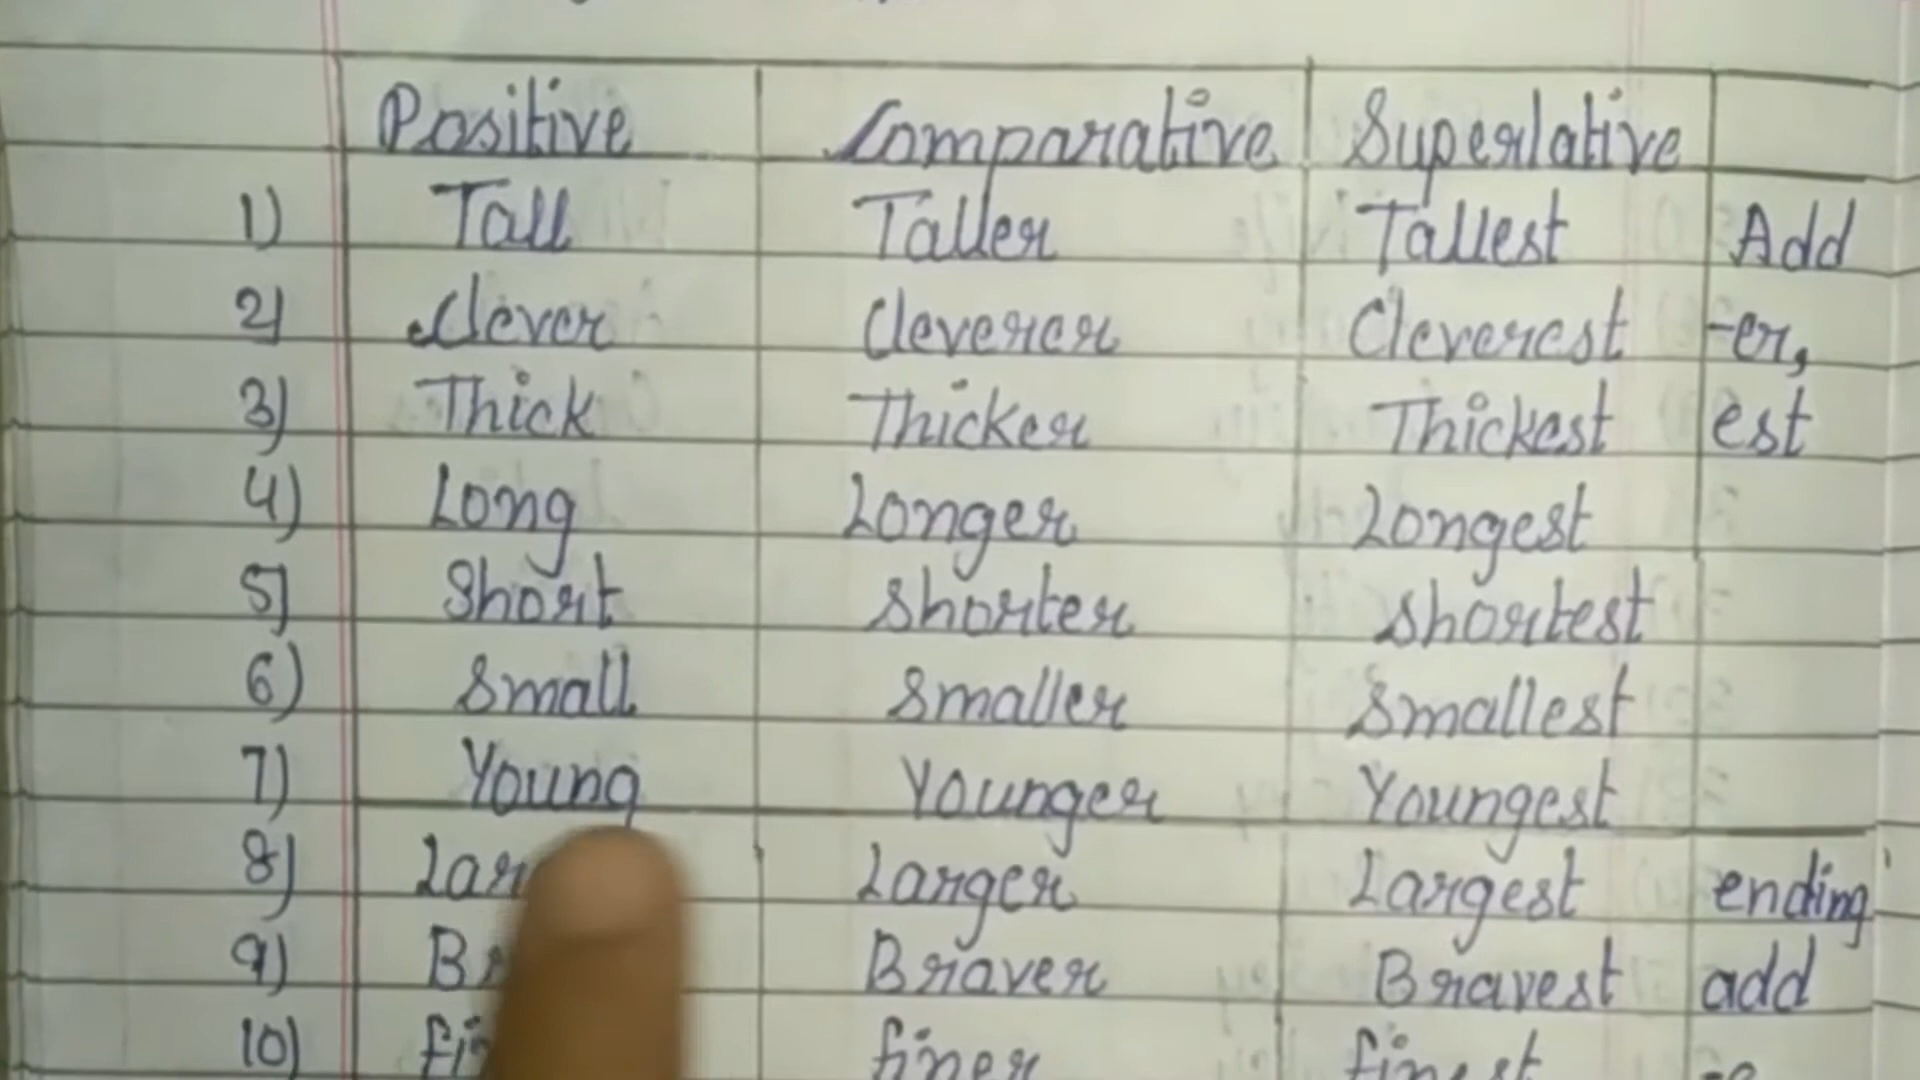 Positive Comparative Superlative
1) Tall Taller Tallest Add
2) Clever Cleverer Cleverest -er,
3) Thick Thicker Thickest est
4) Long Longer Longest
5) Short Shorter Shortest
6) Small Smaller Smallest
7) Young Younger Youngest
8) Larger Largest ending
9) Braver Bravest add
10) finer finest